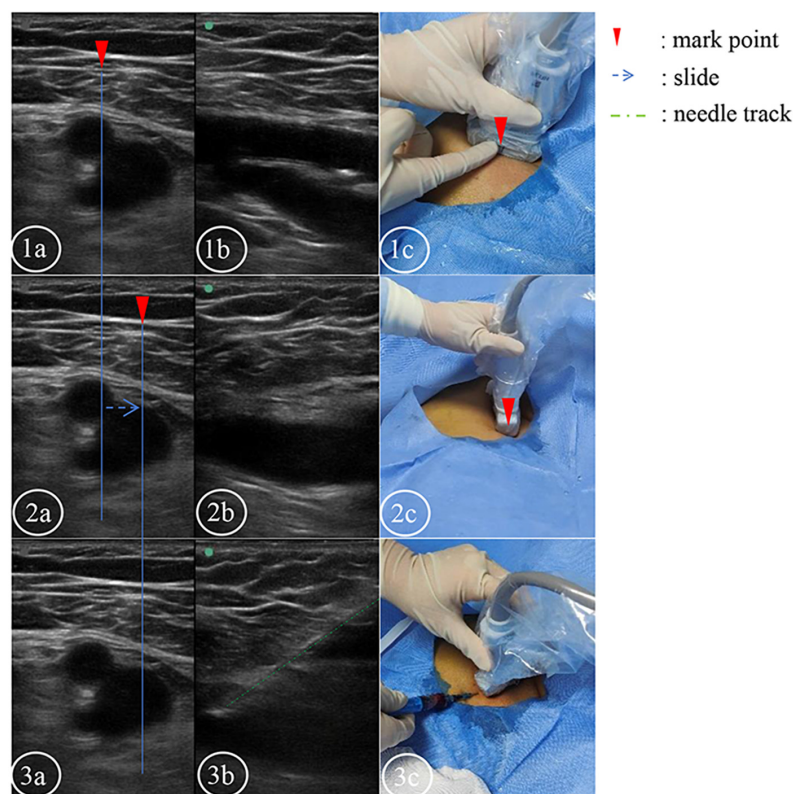 : mark point
: slide
: needle track
1a
1b
1c
2a
2b
2c
3a
3b
3c